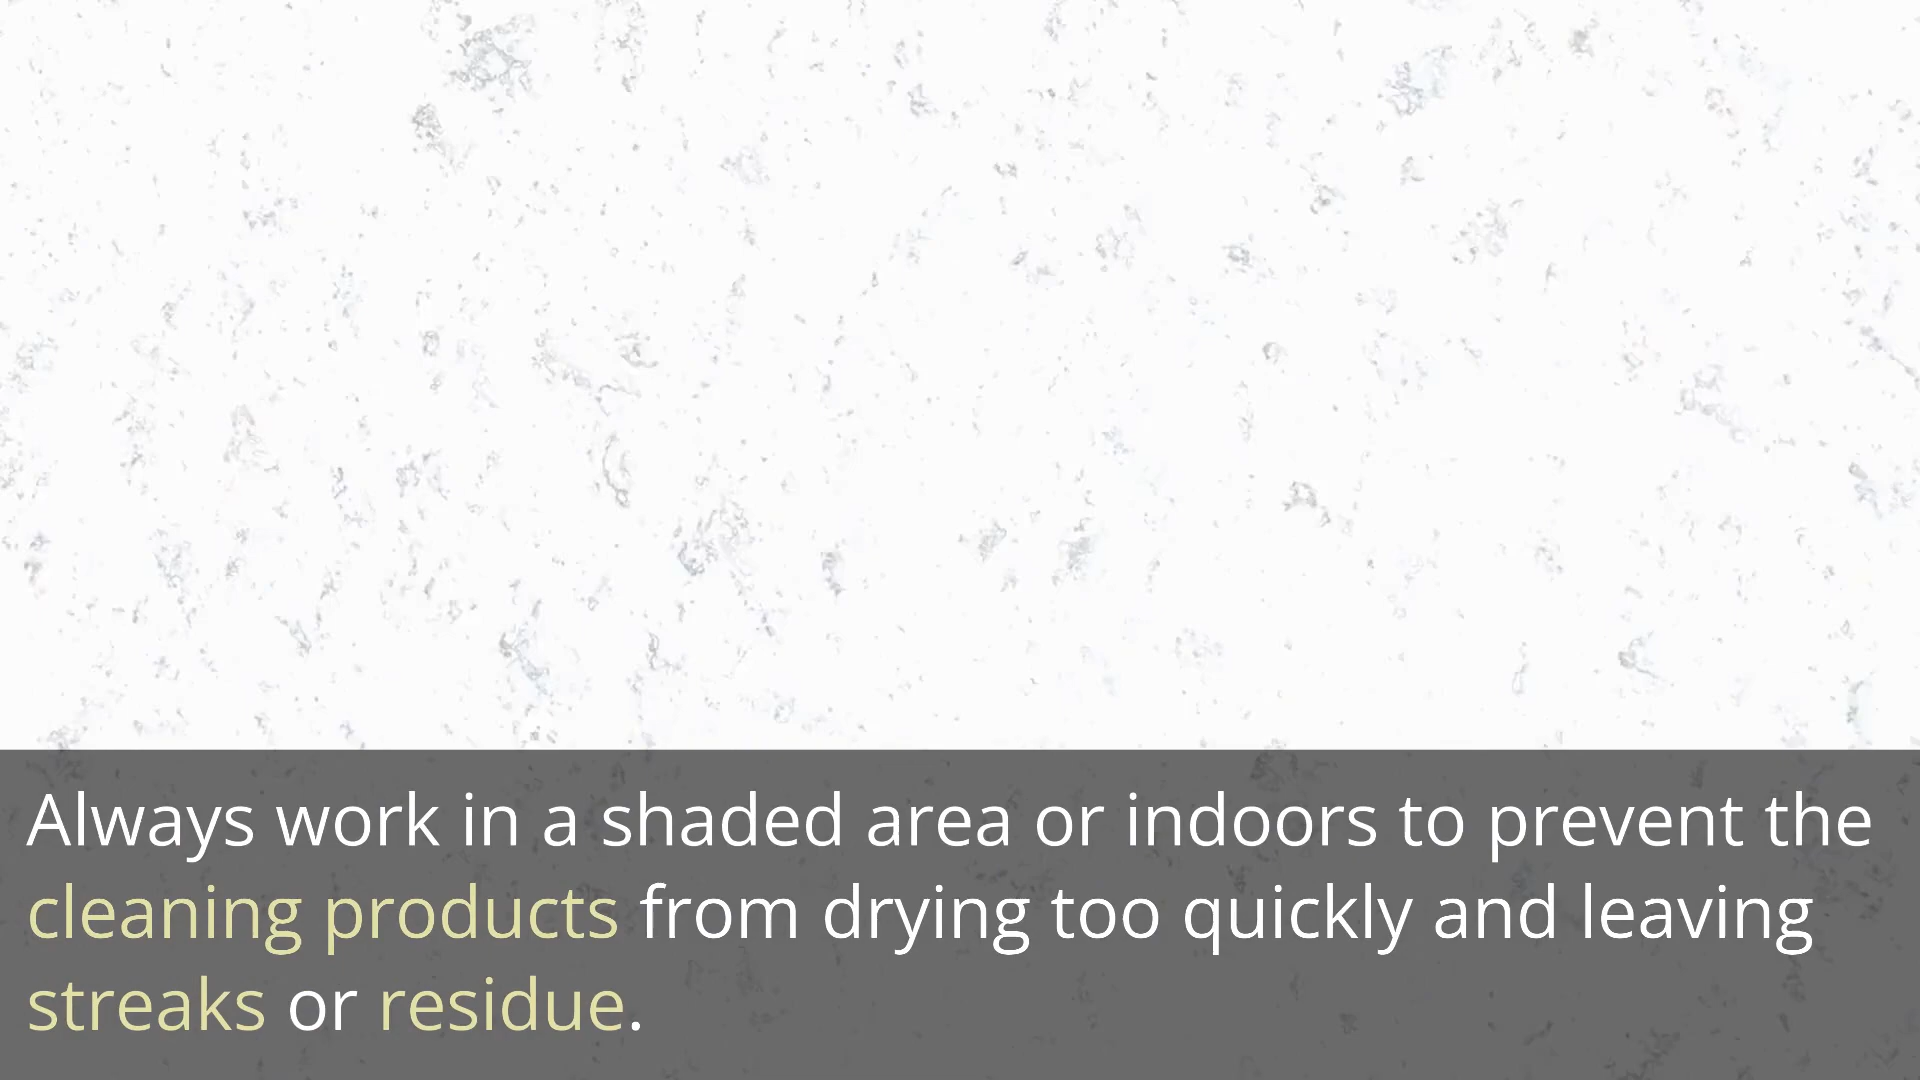 Always work in a shaded area or indoors to prevent the
cleaning products from drying too quickly and leaving
streaks or residue.